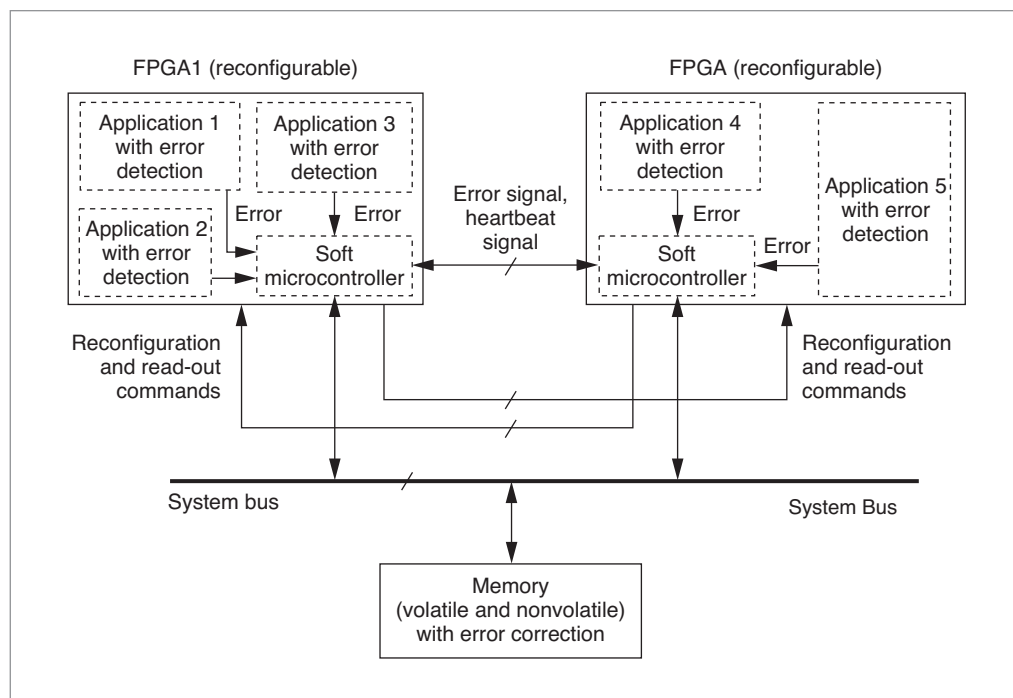 FPGA1 (reconfigurable)
Application 1
with error
detection
Application 3
with error
detection
Error
Error
Application 2
with error
detection
Soft
microcontroller
Error signal,
heartbeat
signal
FPGA (reconfigurable)
Application 4
with error
detection
Error
Application 5
with error
detection
Error
Soft
microcontroller
Reconfiguration
and read-out
commands
Reconfiguration
and read-out
commands
System bus
System Bus
Memory
(volatile and nonvolatile)
with error correction